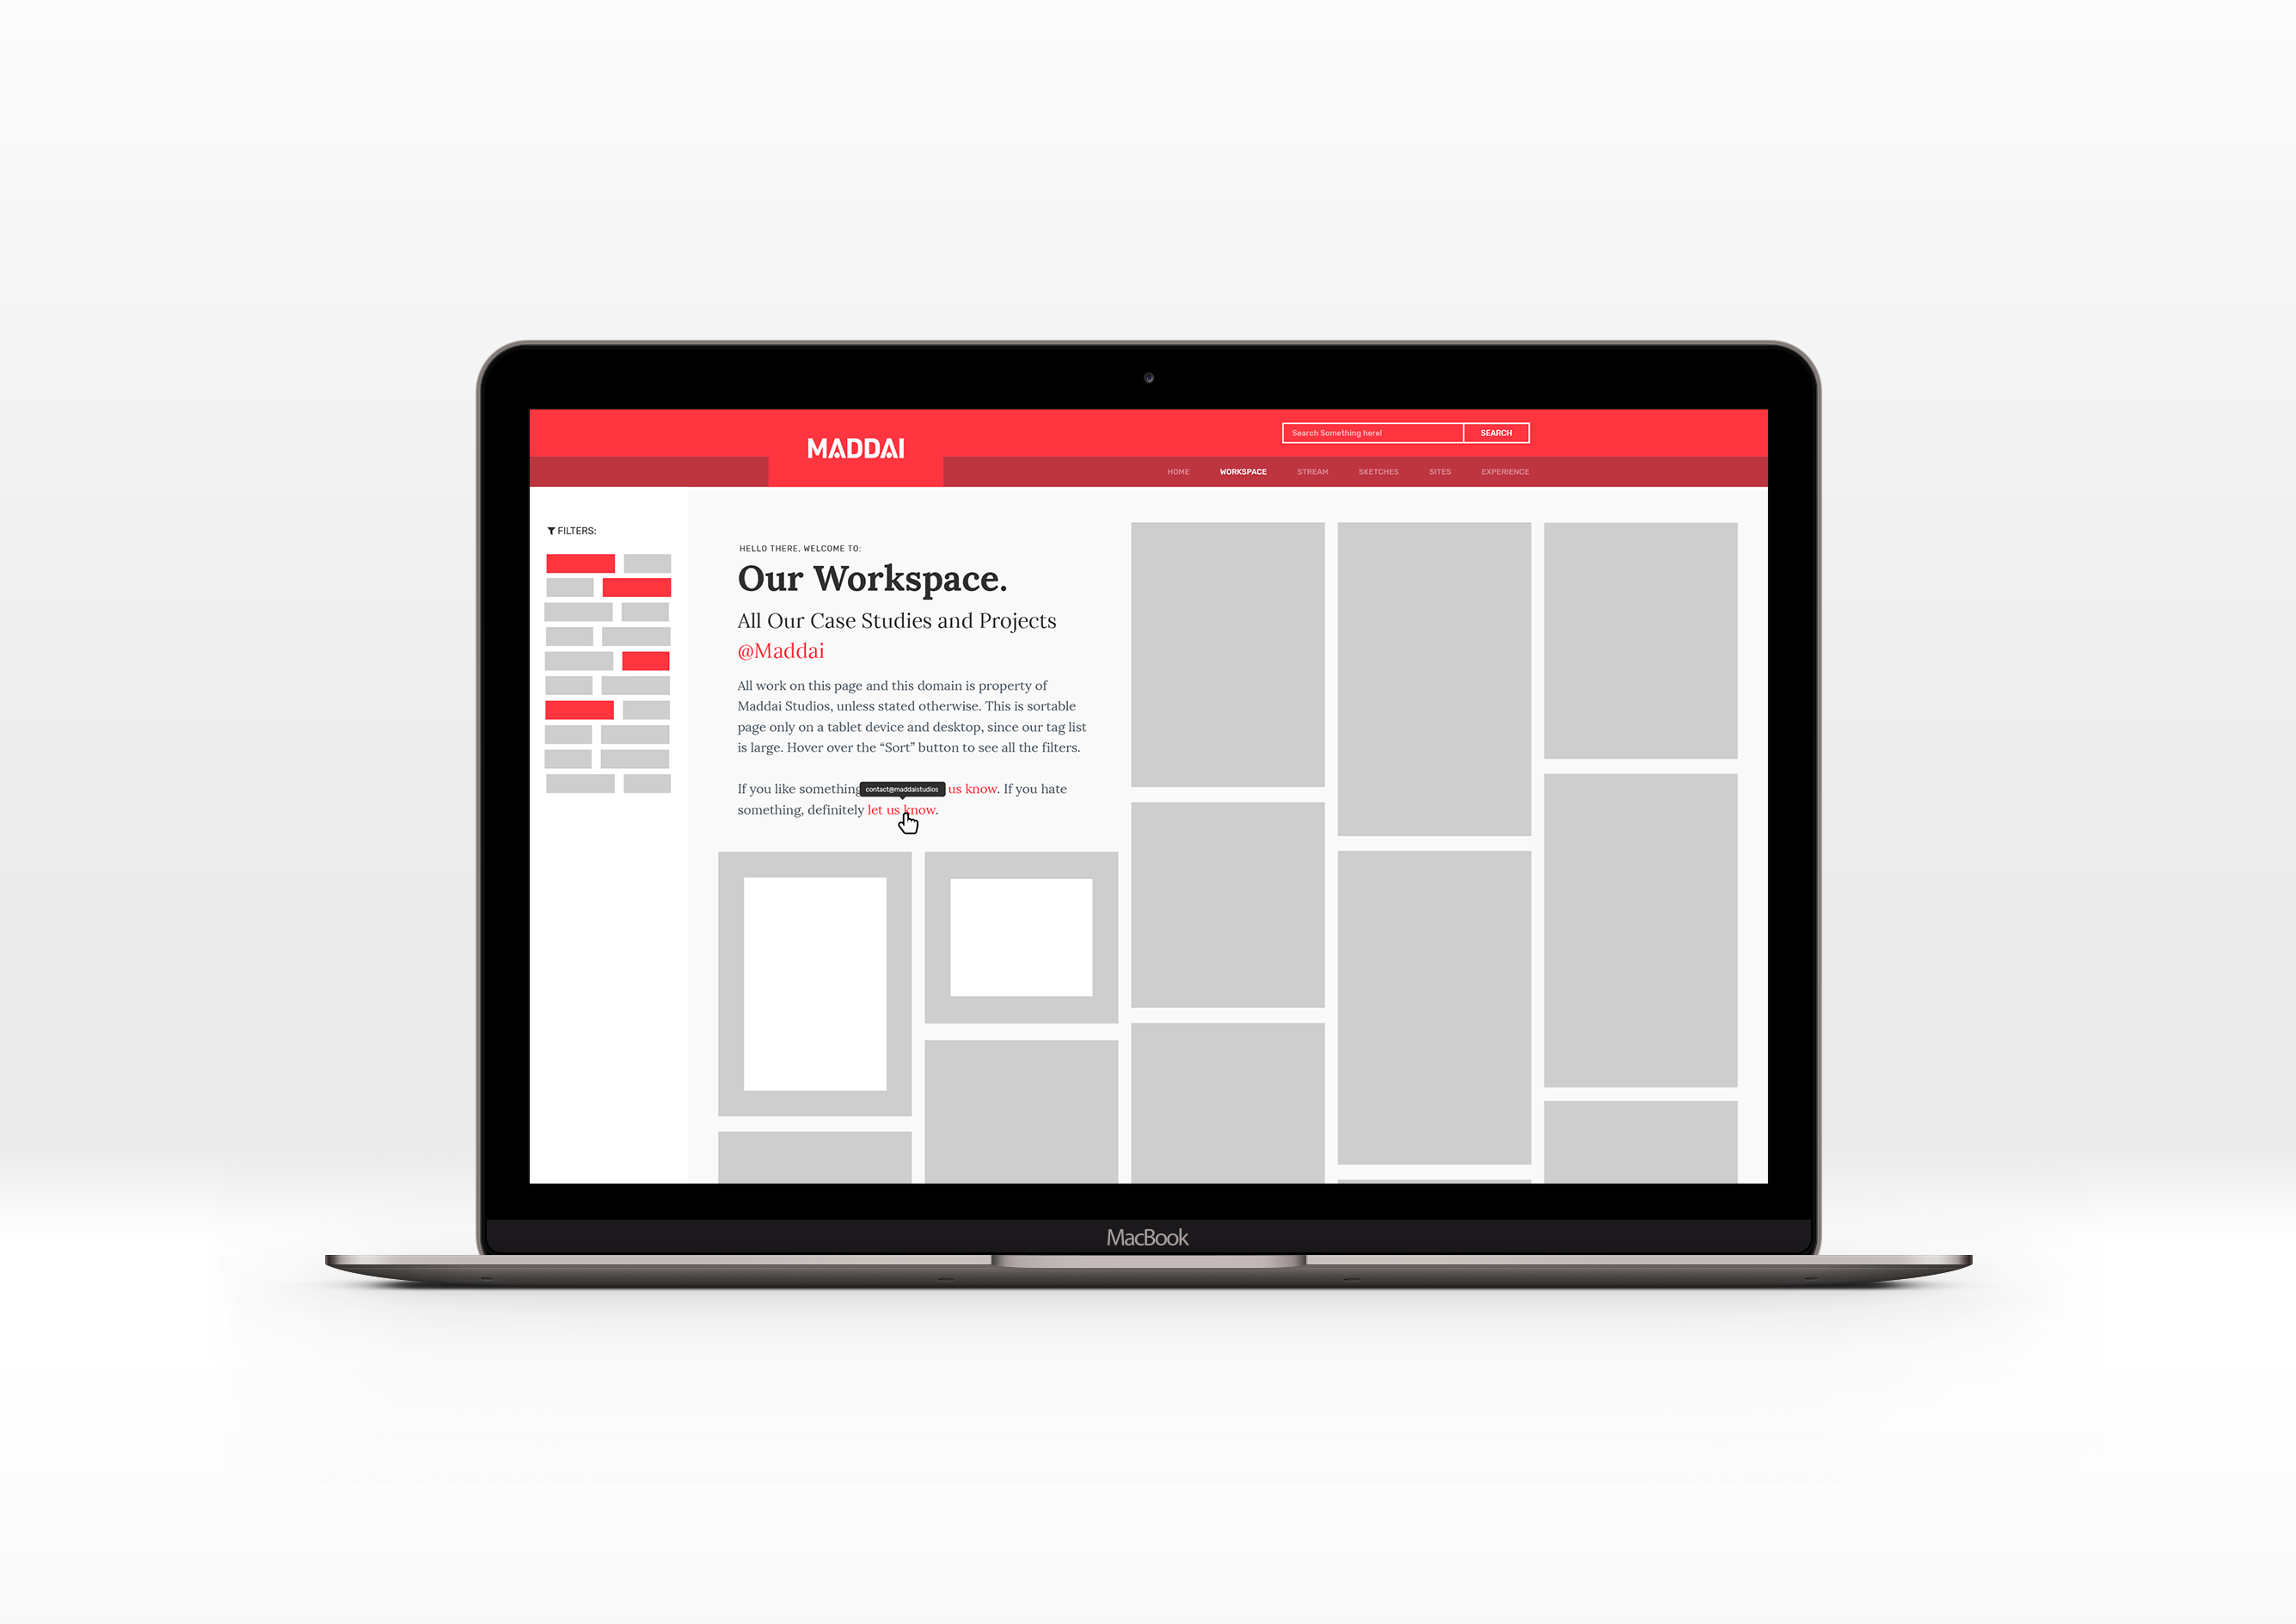 MADDAI
Search Something here!
SEARCH
HOME
WORKSPACE
STREAM
SKETCHES
SITES
EXPERIENCE
FILTERS:
HELLO THERE, WELCOME TO:
Our Workspace.
All Our Case Studies and Projects
@Maddai
All work on this page and this domain is property of
Maddai Studios, unless stated otherwise. This is sortable
page only on a tablet device and desktop, since our tag list
is large. Hover over the “Sort” button to see all the filters.
If you like something us know. If you hate
contact@maddaistudios
something, definitely let us know.
MacBook